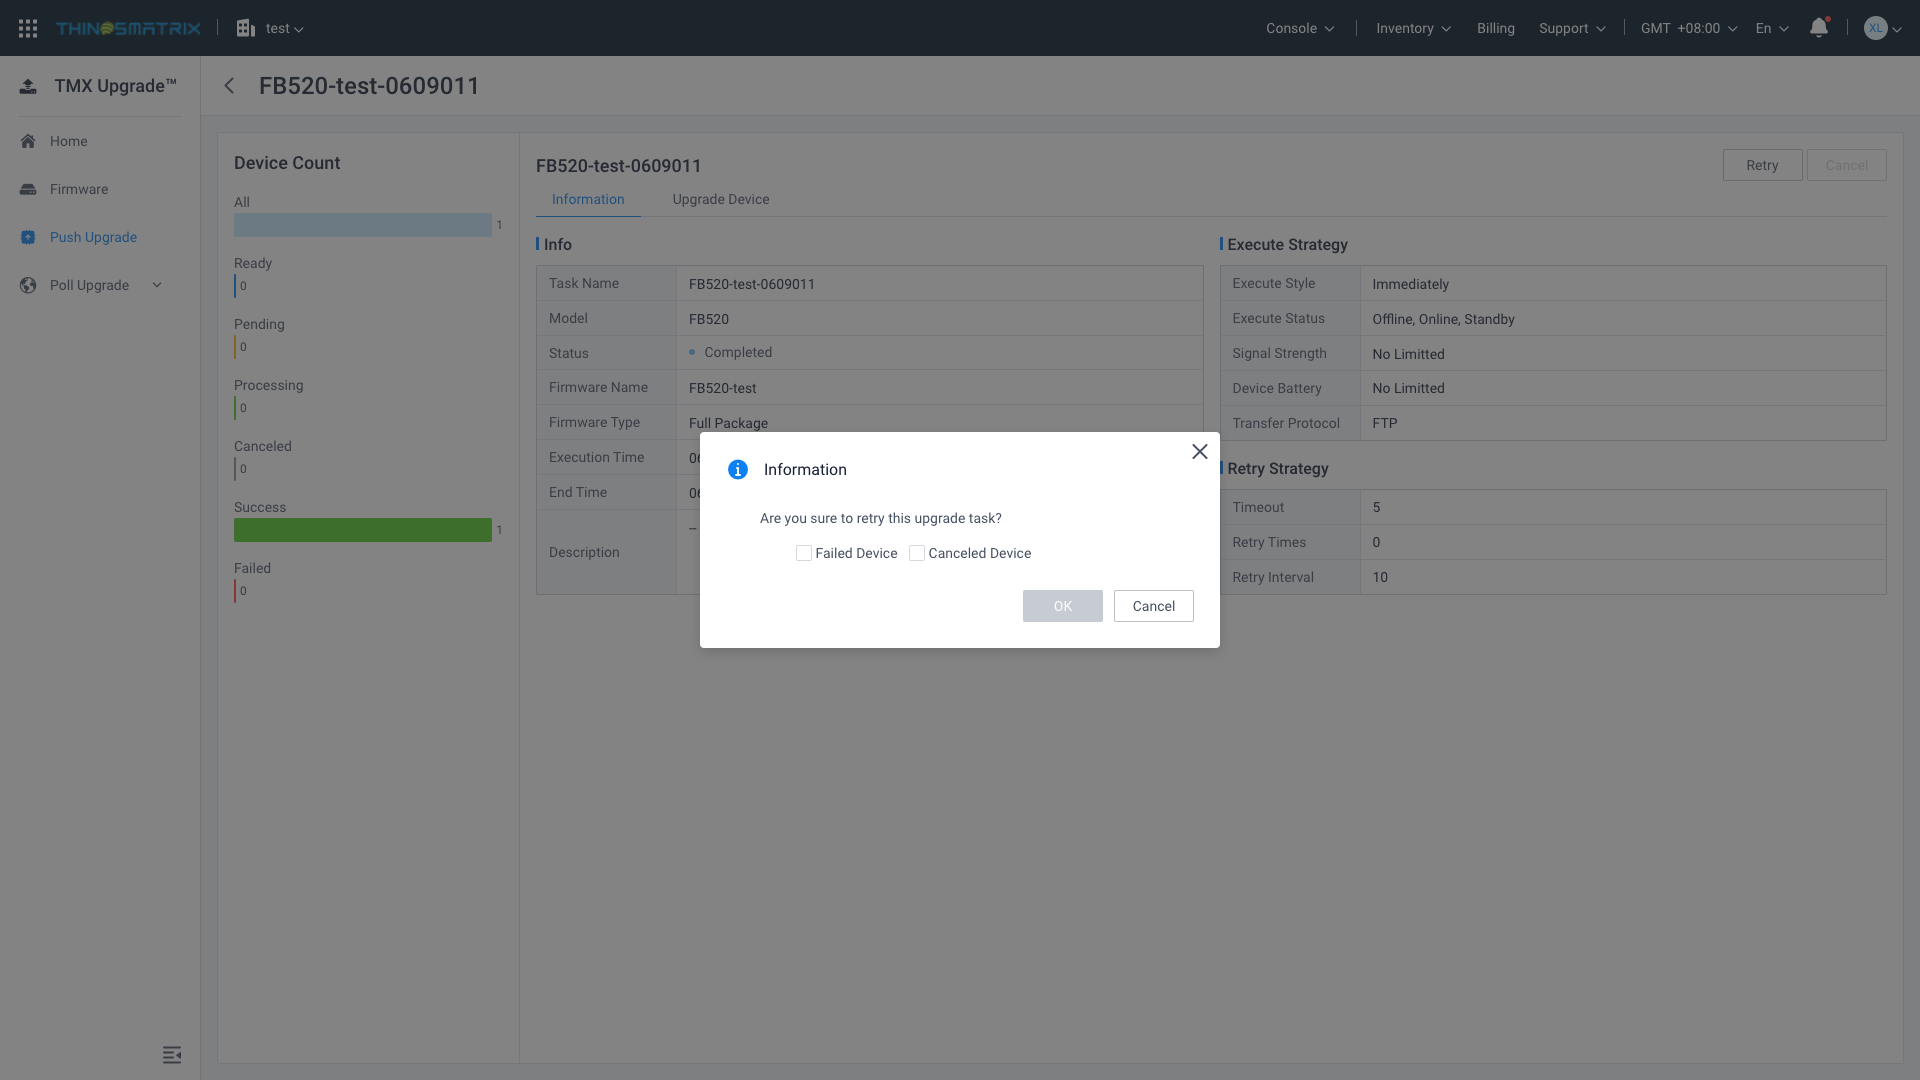 THINGSMATRIX
test
Console
Inventory
Billing
Support
GMT +08:00
En
XL
TMX Upgrade™
FB520-test-0609011
Home
Firmware
Push Upgrade
Poll Upgrade
Device Count
All
1
Ready
0
Pending
0
Processing
0
Canceled
0
Success
1
Failed
0
FB520-test-0609011
Retry
Cancel
Information
Upgrade Device
Info
Task Name
FB520-test-0609011
Model
FB520
Status
Completed
Firmware Name
FB520-test
Firmware Type
Full Package
Execution Time
End Time
Description
--
Execute Strategy
Execute Style
Immediately
Execute Status
Offline, Online, Standby
Signal Strength
No Limitted
Device Battery
No Limitted
Transfer Protocol
FTP
Retry Strategy
Timeout
5
Retry Times
0
Retry Interval
10
Information
Are you sure to retry this upgrade task?
Failed Device
Canceled Device
OK
Cancel